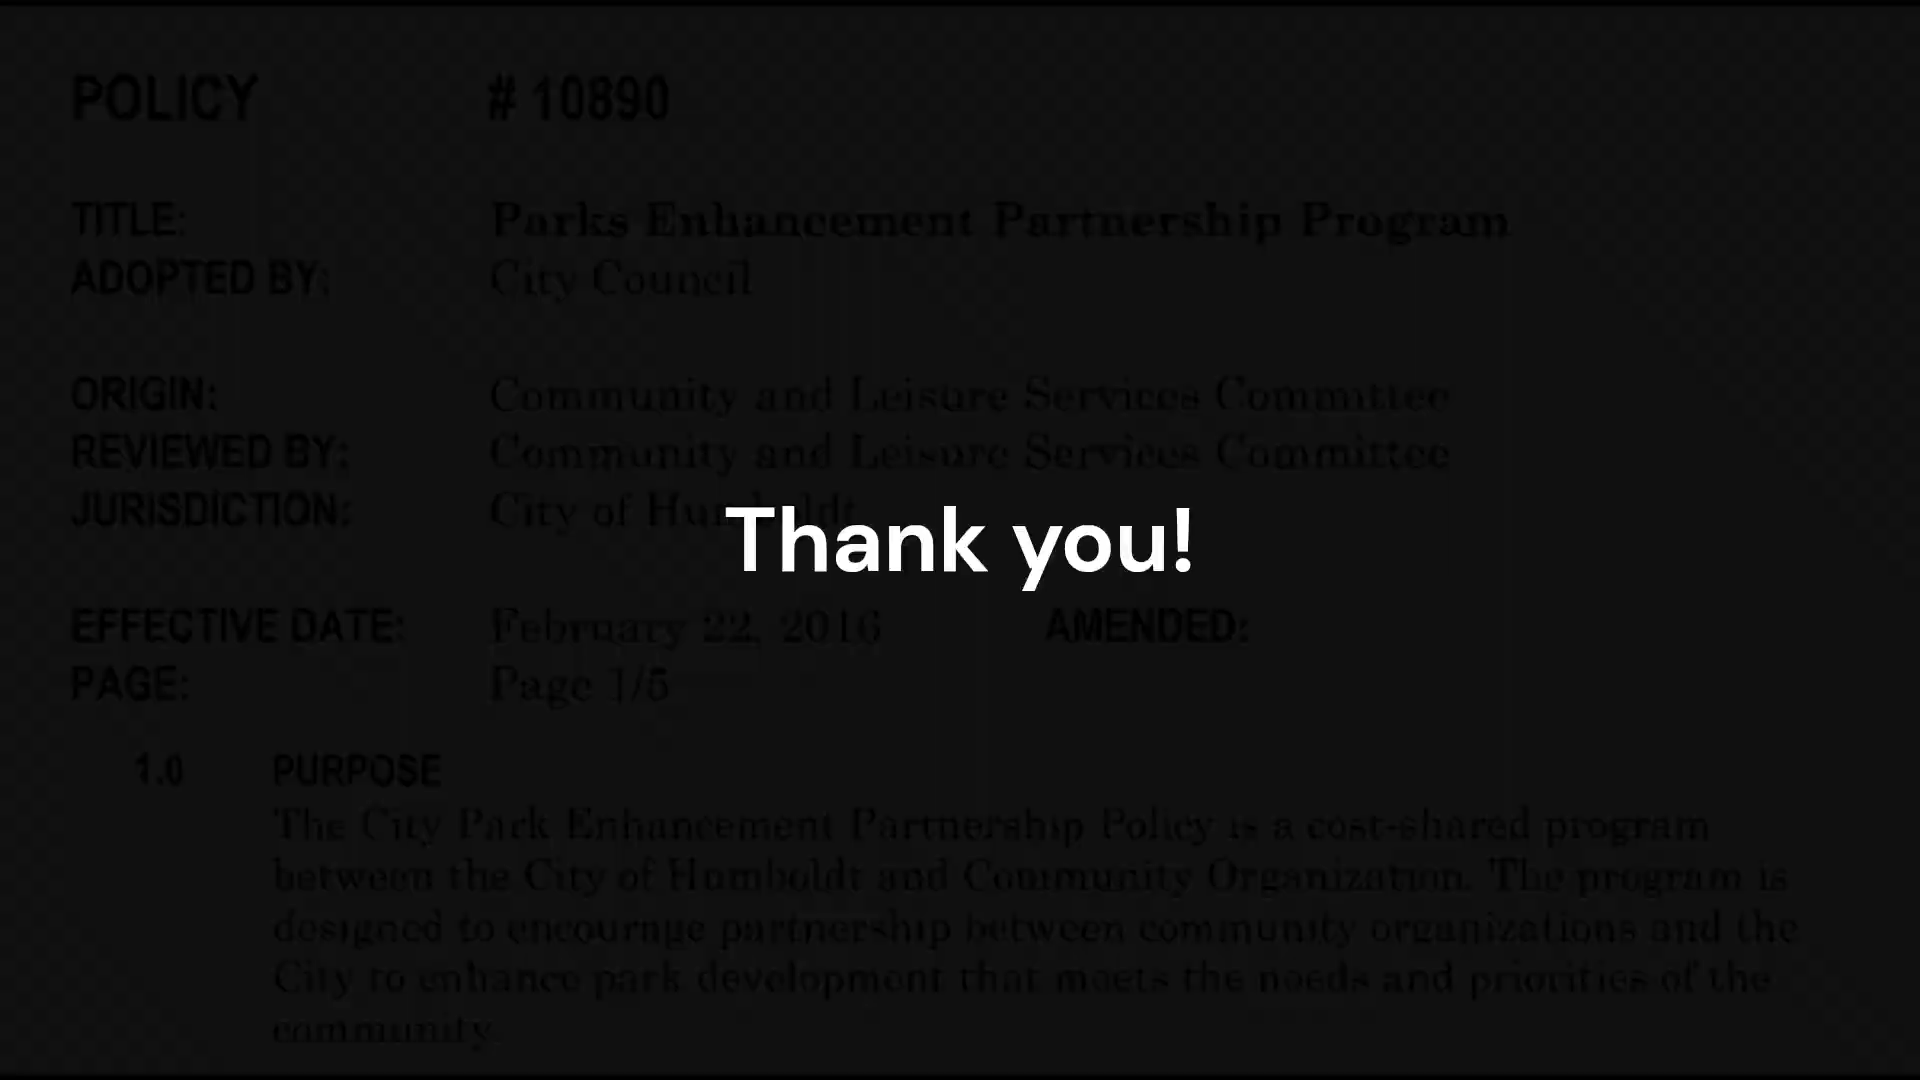 POLICY # 10890
TITLE: Parks Enhancement Partnership Program
ADOPTED BY: City Council
ORIGIN: Community and Leisure Services Committee
REVIEWED BY: Community and Leisure Services Committee
JURISDICTION: City of Humboldt
Thank you!
EFFECTIVE DATE: February 22, 2016 AMENDED:
PAGE: Page 1/5
1.0 PURPOSE
The City Park Enhancement Partnership Policy is a cost-shared program
between the City of Humboldt and Community Organization. The program is
designed to encourage partnership between community organizations and the
City to enhance park development that meets the needs and priorities of the
community.